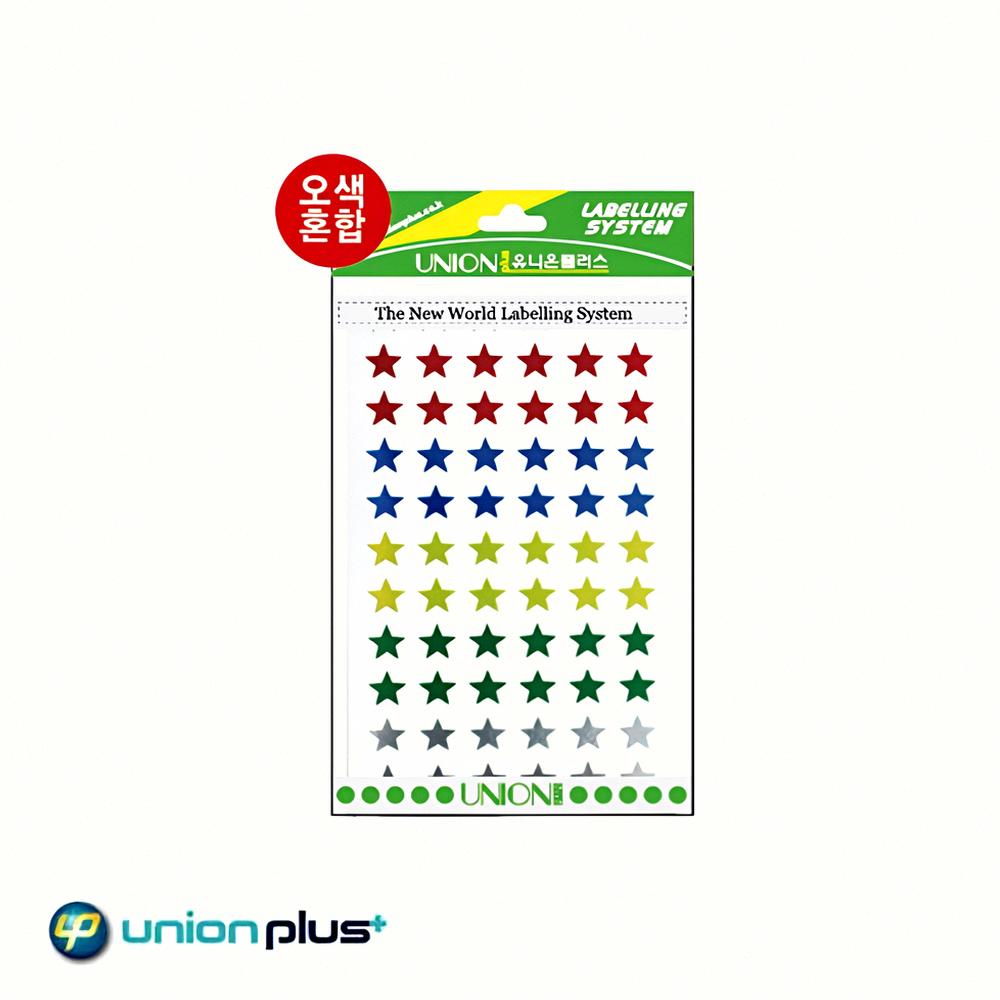 오색
혼합
LABELLING
SYSTEM
UNION plus 유니온플러스
The New World Labelling System
UNION
union plus+